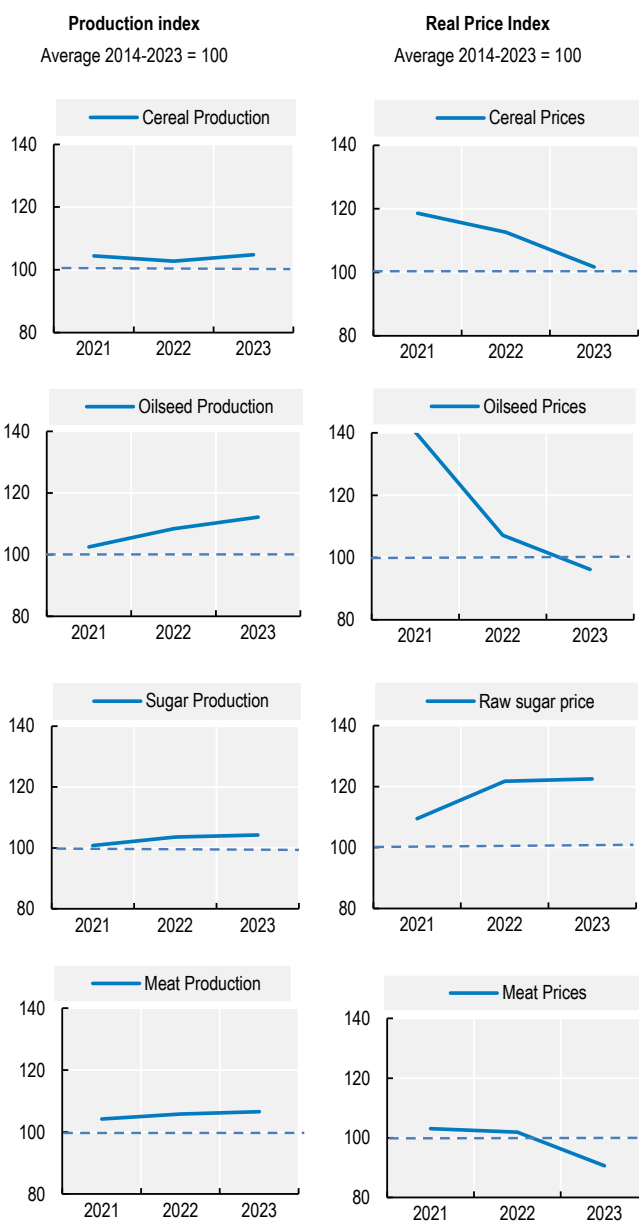 Production index
Average 2014-2023 = 100
Real Price Index
Average 2014-2023 = 100
Cereal Production
140
120
100
80
2021 2022 2023
Cereal Prices
140
120
100
80
2021 2022 2023
Oilseed Production
140
120
100
80
2021 2022 2023
Oilseed Prices
140
120
100
80
2021 2022 2023
Sugar Production
140
120
100
80
2021 2022 2023
Raw sugar price
140
120
100
80
2021 2022 2023
Meat Production
140
120
100
80
2021 2022 2023
Meat Prices
140
120
100
80
2021 2022 2023